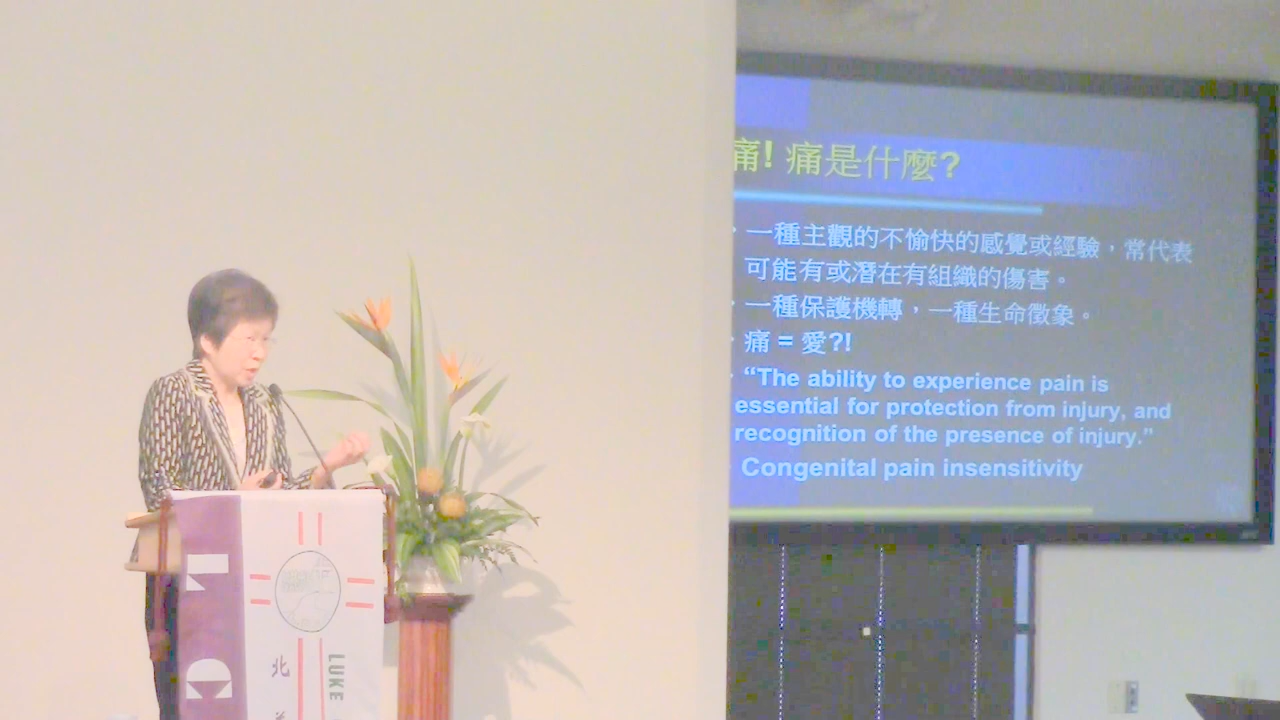 痛! 痛是什麼?
一種主觀的不愉快的感覺或經驗，常代表
可能有或潛在有組織的傷害。
一種保護機轉，一種生命徵象。
痛 = 愛?!
“The ability to experience pain is
essential for protection from injury, and
recognition of the presence of injury.”
Congenital pain insensitivity
北
LUKE